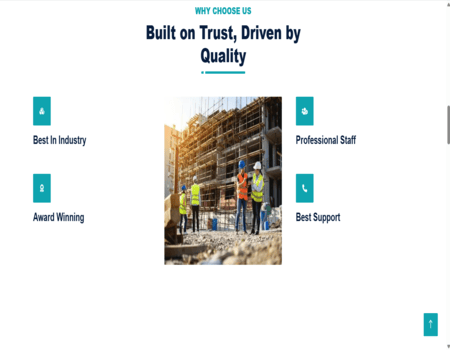 WHY CHOOSE US
Built on Trust, Driven by
Quality
Best In Industry
Professional Staff
Award Winning
Best Support